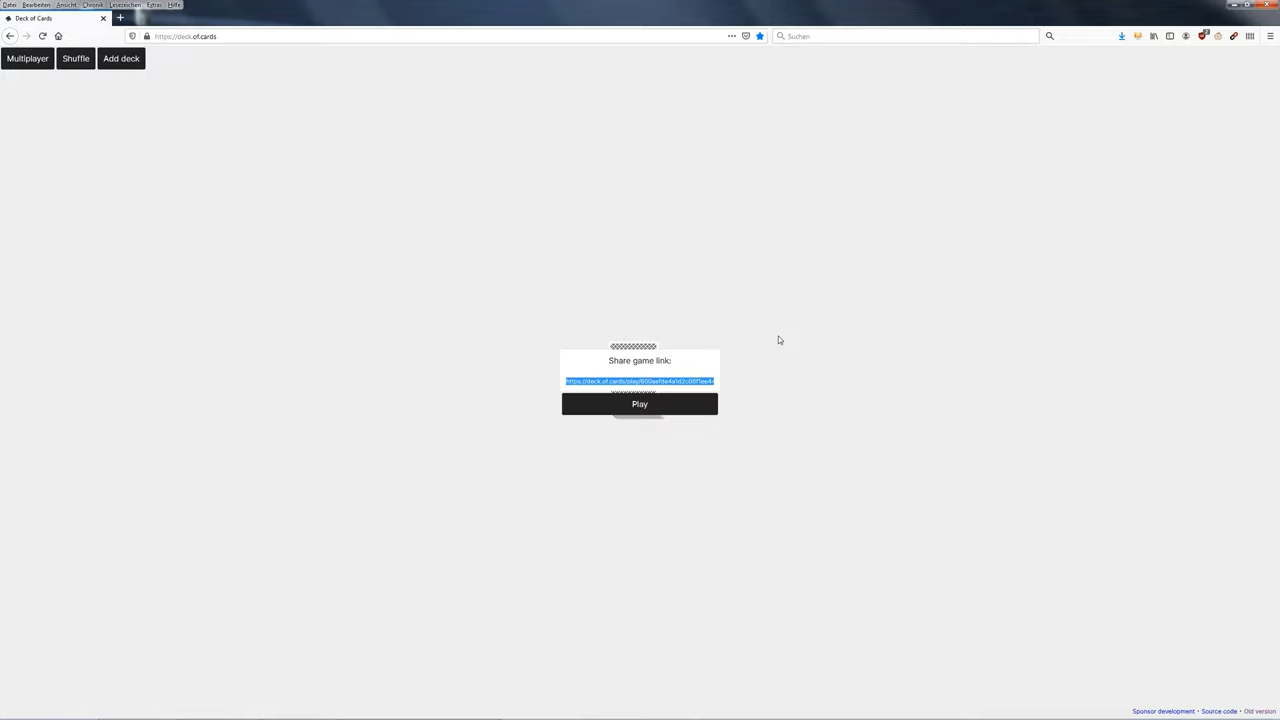 Datei Bearbeiten Ansicht Chronik Lesezeichen Extras Hilfe
Deck of Cards
https://deck.of.cards
Suchen
Multiplayer Shuffle Add deck
Share game link:
Play
Sponsor development • Source code • Old version